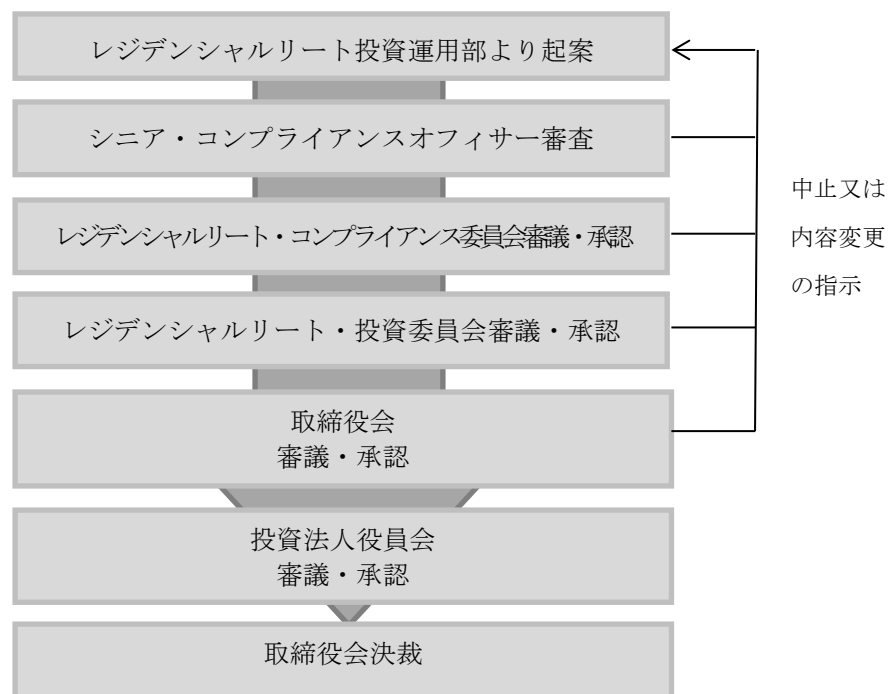 レジデンシャルリート投資運用部より起案
シニア・コンプライアンスオフィサー審査
レジデンシャルリート・コンプライアンス委員会審議・承認
レジデンシャルリート・投資委員会審議・承認
取締役会
審議・承認
投資法人役員会
審議・承認
取締役会決裁
中止又は
内容変更
の指示